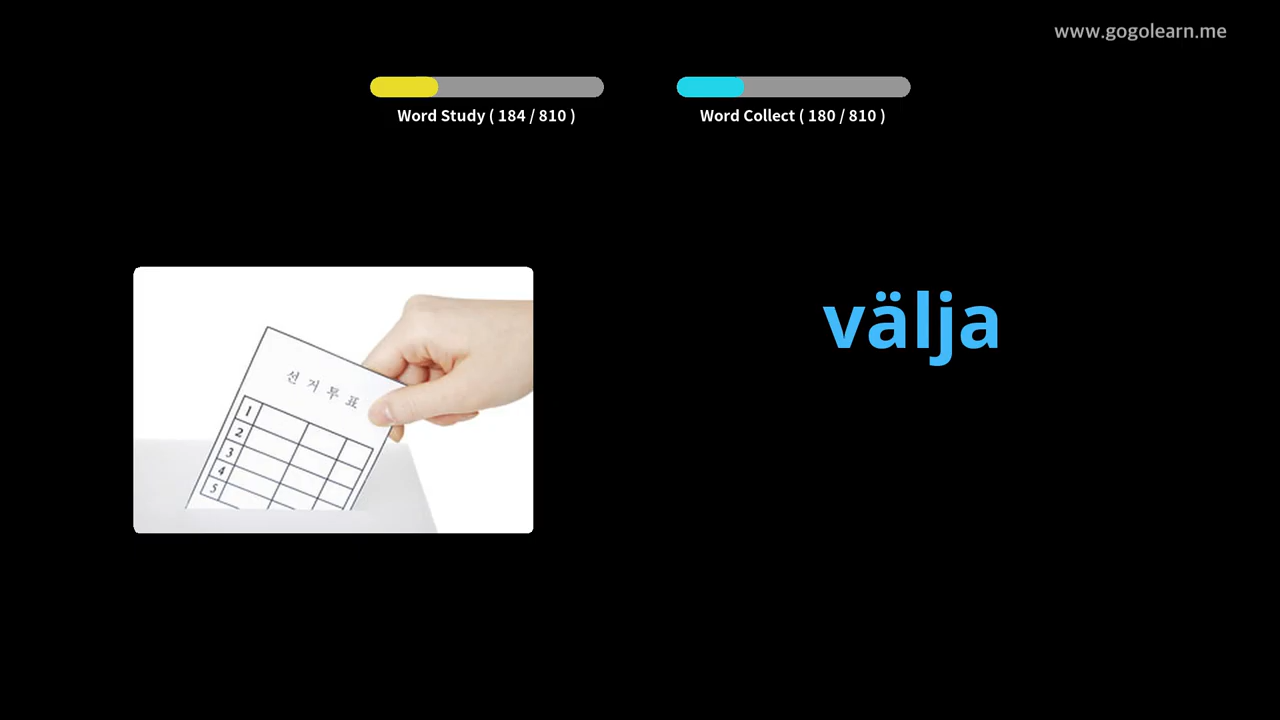 www.gogolearn.me
Word Study ( 184 / 810 )
Word Collect ( 180 / 810 )
välja
선거투표
1
2
3
4
5